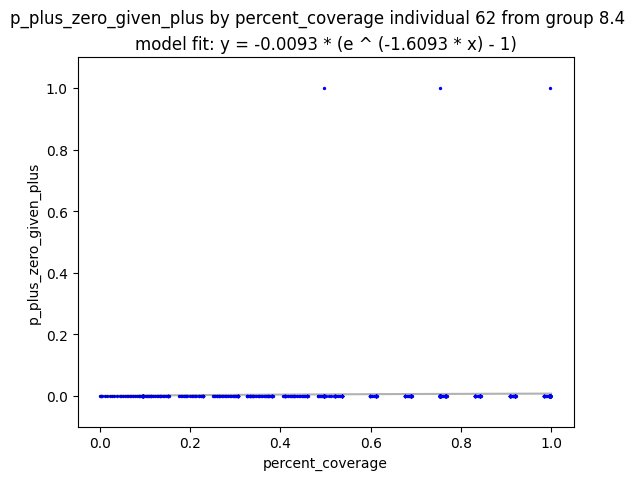 p_plus_zero_given_plus by percent_coverage individual 62 from group 8.4
model fit: y = -0.0093 * (e ^ (-1.6093 * x) - 1)
1.0
0.8
0.6
0.4
0.2
0.0
p_plus_zero_given_plus
0.0 0.2 0.4 0.6 0.8 1.0
percent_coverage